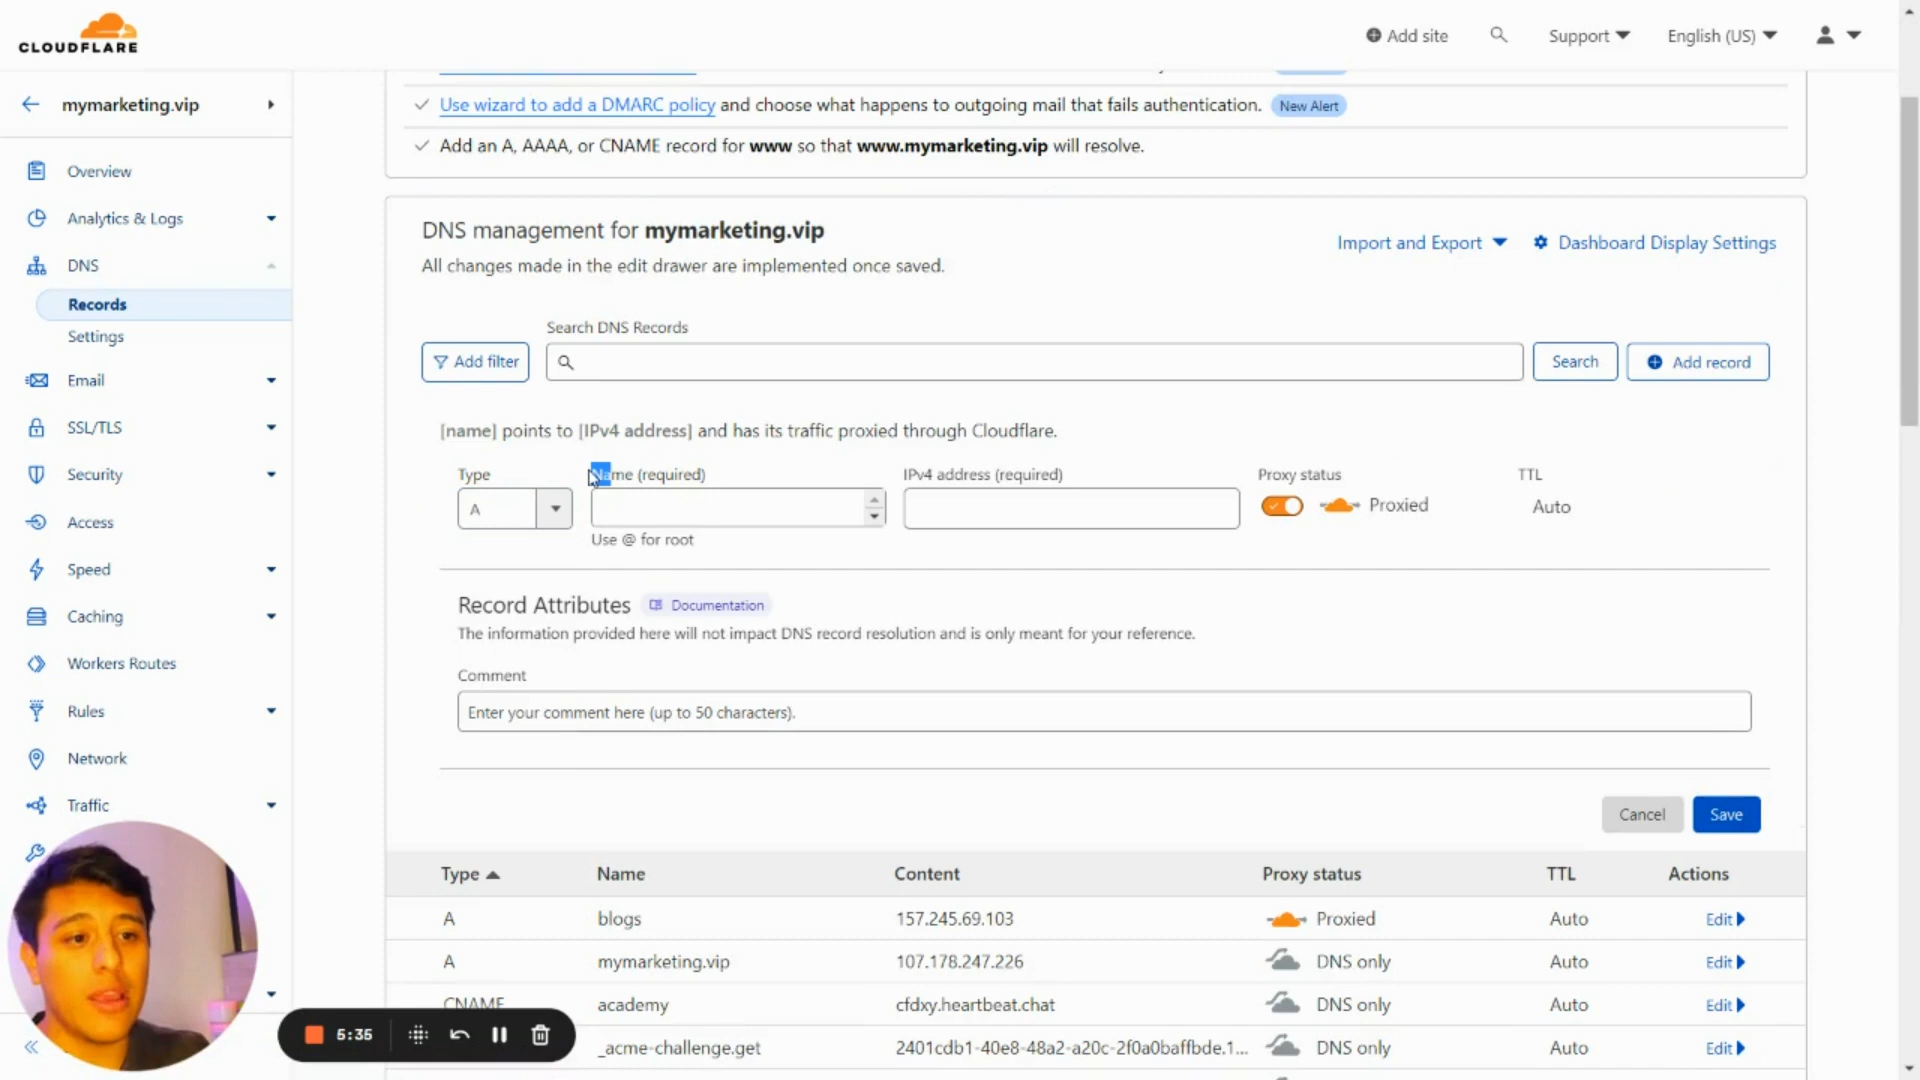 CLOUDFLARE
Add site
Support
English (US)
mymarketing.vip
Overview
Analytics & Logs
DNS
Records
Settings
Email
SSL/TLS
Security
Access
Speed
Caching
Workers Routes
Rules
Network
Traffic
Use wizard to add a DMARC policy and choose what happens to outgoing mail that fails authentication. New Alert
Add an A, AAAA, or CNAME record for www so that www.mymarketing.vip will resolve.
DNS management for mymarketing.vip
All changes made in the edit drawer are implemented once saved.
Import and Export
Dashboard Display Settings
Search DNS Records
Add filter
Search
Add record
[name] points to [IPv4 address] and has its traffic proxied through Cloudflare.
Type
Name (required)
IPv4 address (required)
Proxy status
TTL
A
Proxied
Auto
Use @ for root
Record Attributes Documentation
The information provided here will not impact DNS record resolution and is only meant for your reference.
Comment
Enter your comment here (up to 50 characters).
Cancel
Save
Type Name Content Proxy status TTL Actions
A blogs 157.245.69.103 Proxied Auto Edit
A mymarketing.vip 107.178.247.226 DNS only Auto Edit
CNAME academy cfdxy.heartbeat.chat DNS only Auto Edit
_acme-challenge.get 2401cdb1-40e8-48a2-a20c-2f0a0baffbde.1... DNS only Auto Edit
5:35